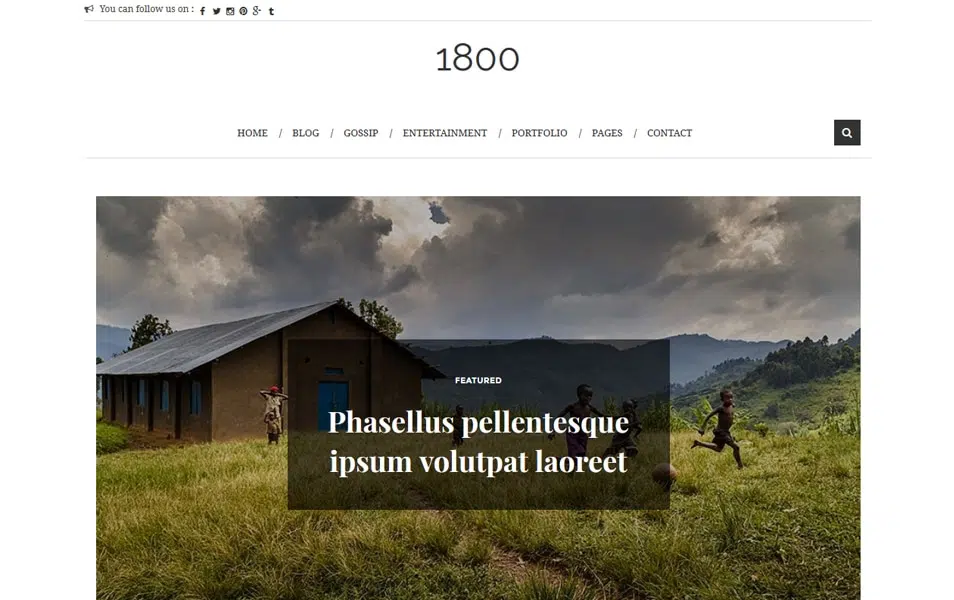 You can follow us on :
1800
HOME / BLOG / GOSSIP / ENTERTAINMENT / PORTFOLIO / PAGES / CONTACT
FEATURED
Phasellus pellentesque
ipsum volutpat laoreet